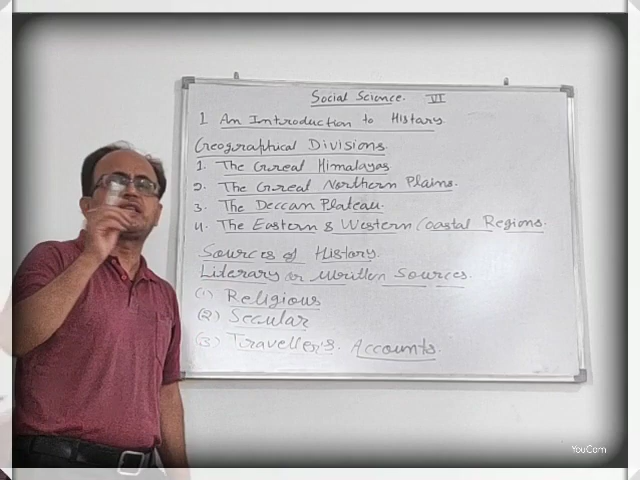 Social Science. VI
1 An Introduction to History.
Geographical Divisions.
1. The Great Himalayas
2. The Great Northern Plains.
3. The Deccan Plateau.
4. The Eastern & Western Coastal Regions.
Sources of History.
Literary or Written Sources.
(1) Religious
(2) Secular
(3) Traveller's. Accounts.
YouCam